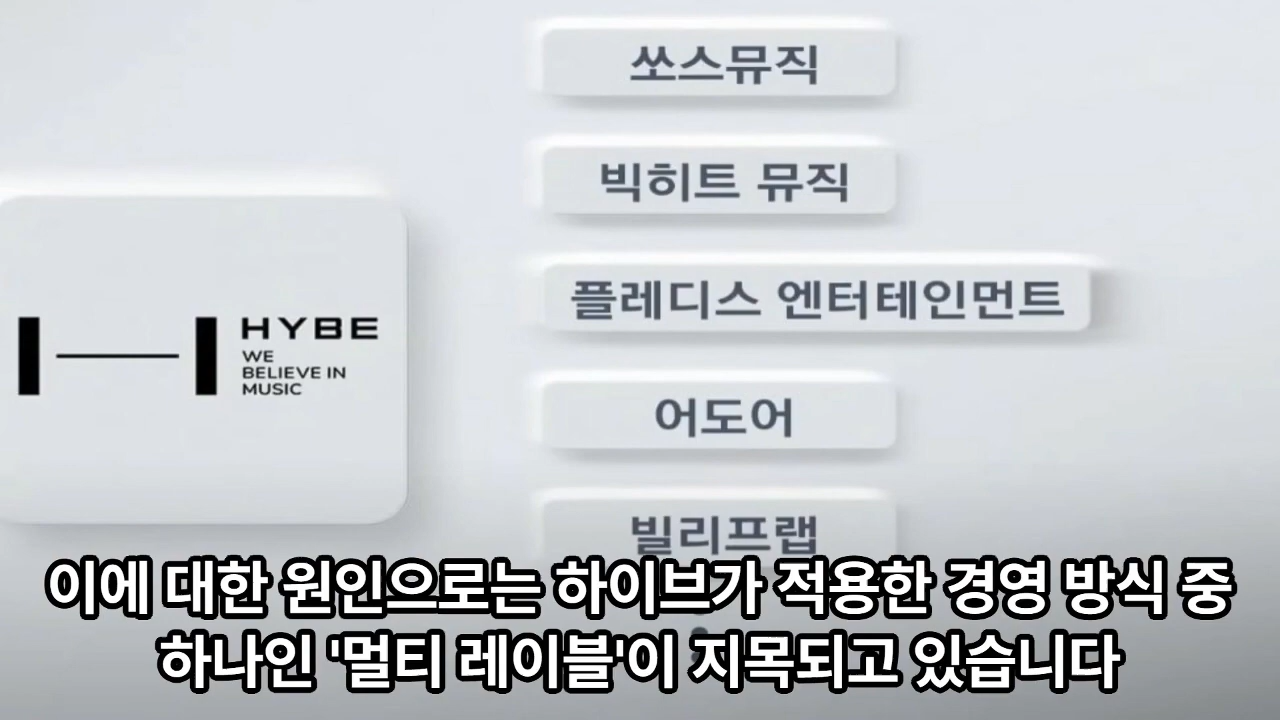 쏘스뮤직
빅히트 뮤직
플레디스 엔터테인먼트
HYBE
WE
BELIEVE IN
MUSIC
어도어
빌리프랩
이에 대한 원인으로는 하이브가 적용한 경영 방식 중
하나인 '멀티 레이블'이 지목되고 있습니다